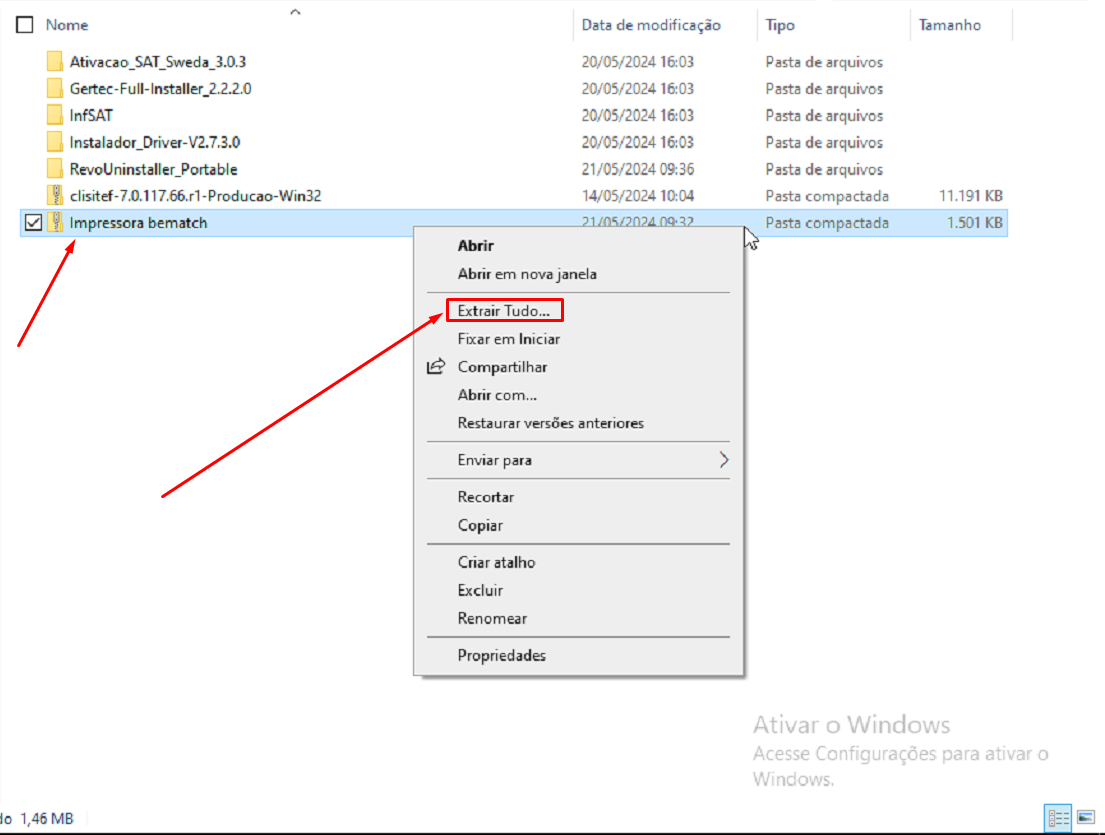 Nome Data de modificação Tipo Tamanho
Ativacao_SAT_Sweda_3.0.3 20/05/2024 16:03 Pasta de arquivos
Gertec-Full-Installer_2.2.2.0 20/05/2024 16:03 Pasta de arquivos
InfSAT 20/05/2024 16:03 Pasta de arquivos
Instalador_Driver-V2.7.3.0 20/05/2024 16:03 Pasta de arquivos
RevoUninstaller_Portable 21/05/2024 09:36 Pasta de arquivos
clisitef-7.0.117.66.r1-Producao-Win32 14/05/2024 10:04 Pasta compactada 11.191 KB
Impressora bematch 21/05/2024 09:32 Pasta compactada 1.501 KB
Abrir
Abrir em nova janela
Extrair Tudo...
Fixar em Iniciar
Compartilhar
Abrir com...
Restaurar versões anteriores
Enviar para
Recortar
Copiar
Criar atalho
Excluir
Renomear
Propriedades
Ativar o Windows
Acesse Configurações para ativar o
Windows.
do 1,46 MB